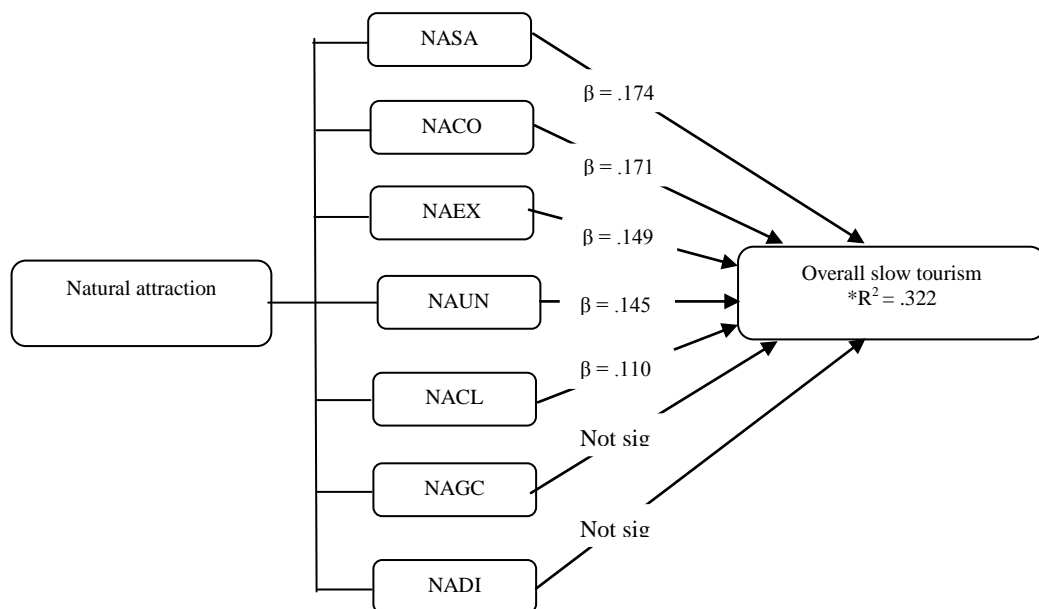 NASA
β = .174
NACO
β = .171
NAEX
β = .149
Natural attraction
Overall slow tourism
*R² = .322
NAUN
β = .145
NACL
β = .110
Not sig
NAGC
Not sig
NADI